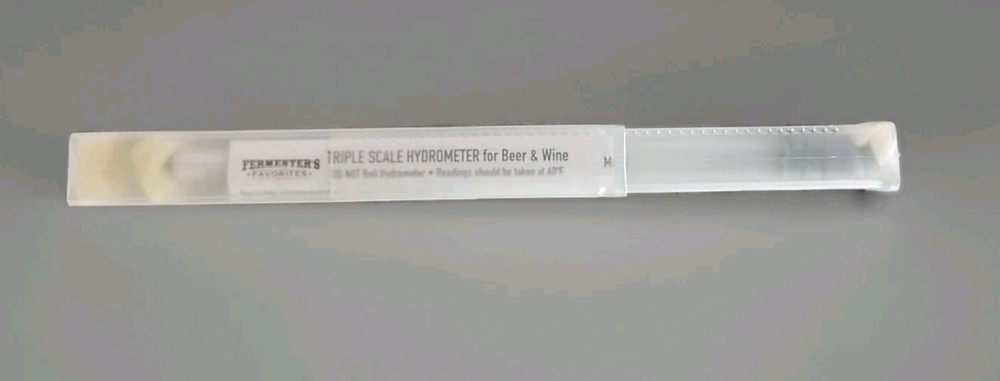 FERMENTER'S
•FAVORITES•
TRIPLE SCALE HYDROMETER for Beer & Wine
DO NOT Boil Hydrometer • Readings should be taken at 60°F
M